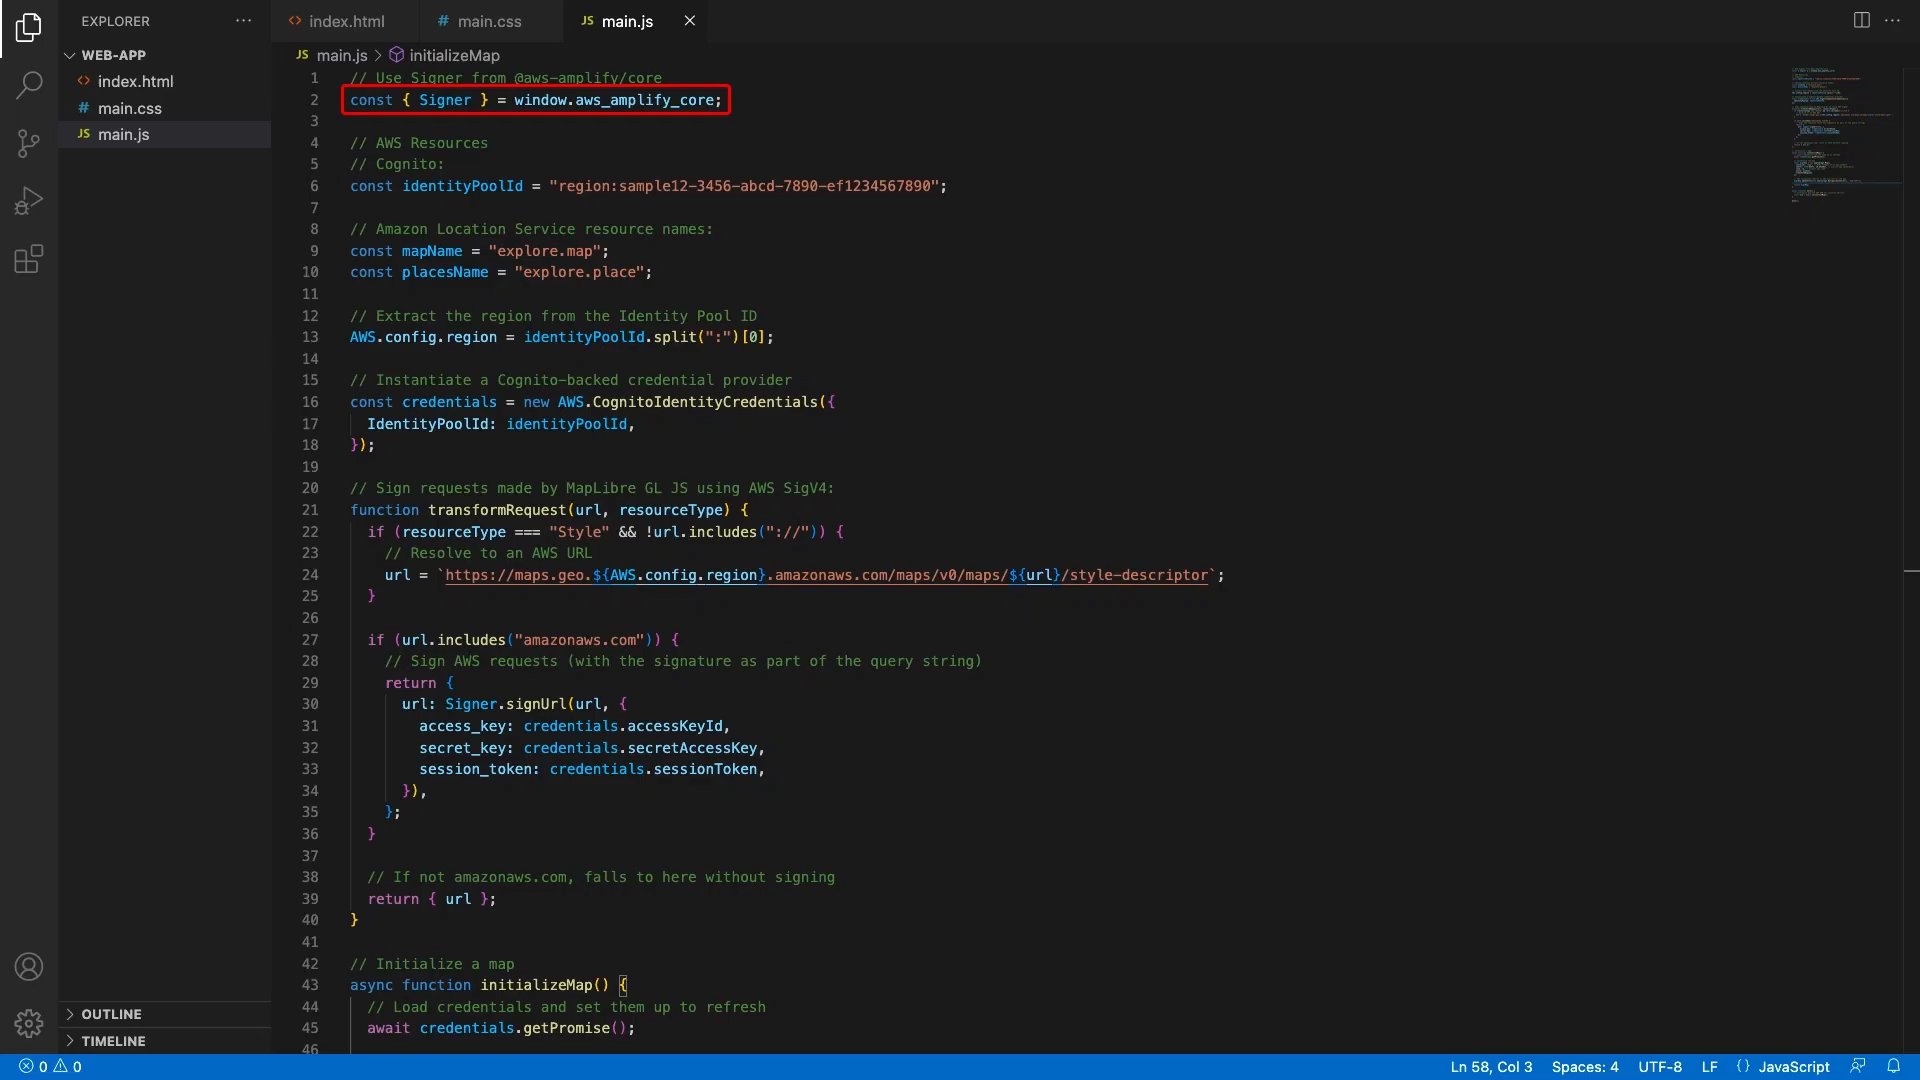 EXPLORER
index.html
main.css
main.js
WEB-APP
main.js > initializeMap
index.html
main.css
main.js
1 // Use Signer from @aws-amplify/core
2 const { Signer } = window.aws_amplify_core;
3
4 // AWS Resources
5 // Cognito:
6 const identityPoolId = "region:sample12-3456-abcd-7890-ef1234567890";
7
8 // Amazon Location Service resource names:
9 const mapName = "explore.map";
10 const placesName = "explore.place";
11
12 // Extract the region from the Identity Pool ID
13 AWS.config.region = identityPoolId.split(":")[0];
14
15 // Instantiate a Cognito-backed credential provider
16 const credentials = new AWS.CognitoIdentityCredentials({
17 IdentityPoolId: identityPoolId,
18 });
19
20 // Sign requests made by MapLibre GL JS using AWS SigV4:
21 function transformRequest(url, resourceType) {
22 if (resourceType === "Style" && !url.includes("://")) {
23 // Resolve to an AWS URL
24 url = `https://maps.geo.${AWS.config.region}.amazonaws.com/maps/v0/maps/${url}/style-descriptor`;
25 }
26
27 if (url.includes("amazonaws.com")) {
28 // Sign AWS requests (with the signature as part of the query string)
29 return {
30 url: Signer.signUrl(url, {
31 access_key: credentials.accessKeyId,
32 secret_key: credentials.secretAccessKey,
33 session_token: credentials.sessionToken,
34 }),
35 };
36 }
37
38 // If not amazonaws.com, falls to here without signing
39 return { url };
40 }
41
42 // Initialize a map
43 async function initializeMap() {
44 // Load credentials and set them up to refresh
45 await credentials.getPromise();
46
OUTLINE
TIMELINE
0 0
Ln 58, Col 3
Spaces: 4
UTF-8
LF
{} JavaScript